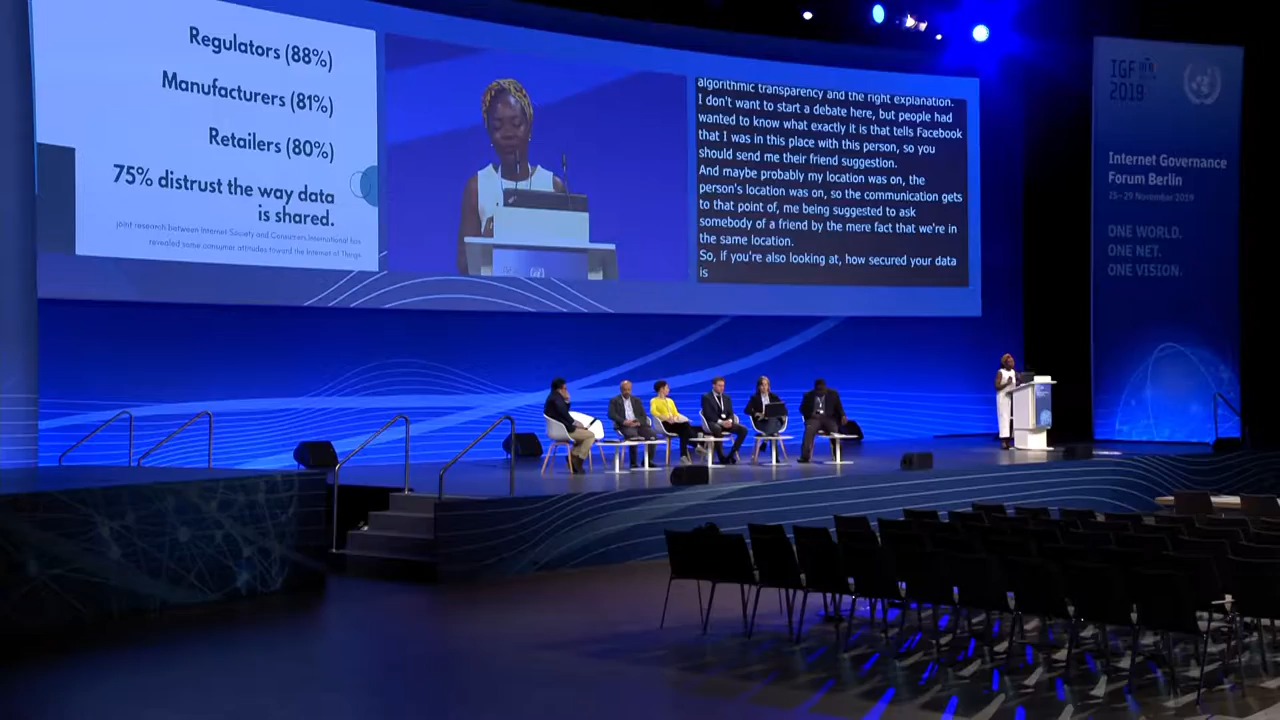 Regulators (88%)
Manufacturers (81%)
Retailers (80%)
75% distrust the way data
is shared.
joint research between Internet Society and Consumers International has
revealed some consumer attitudes toward the Internet of Things.
algorithmic transparency and the right explanation.
I don't want to start a debate here, but people had
wanted to know what exactly it is that tells Facebook
that I was in this place with this person, so you
should send me their friend suggestion.
And maybe probably my location was on, the
person's location was on, so the communication gets
to that point of, me being suggested to ask
somebody of a friend by the mere fact that we're in
the same location.
So, if you're also looking at, how secured your data
is
IGF
2019
Internet Governance
Forum Berlin
25–29 November 2019
ONE WORLD.
ONE NET.
ONE VISION.